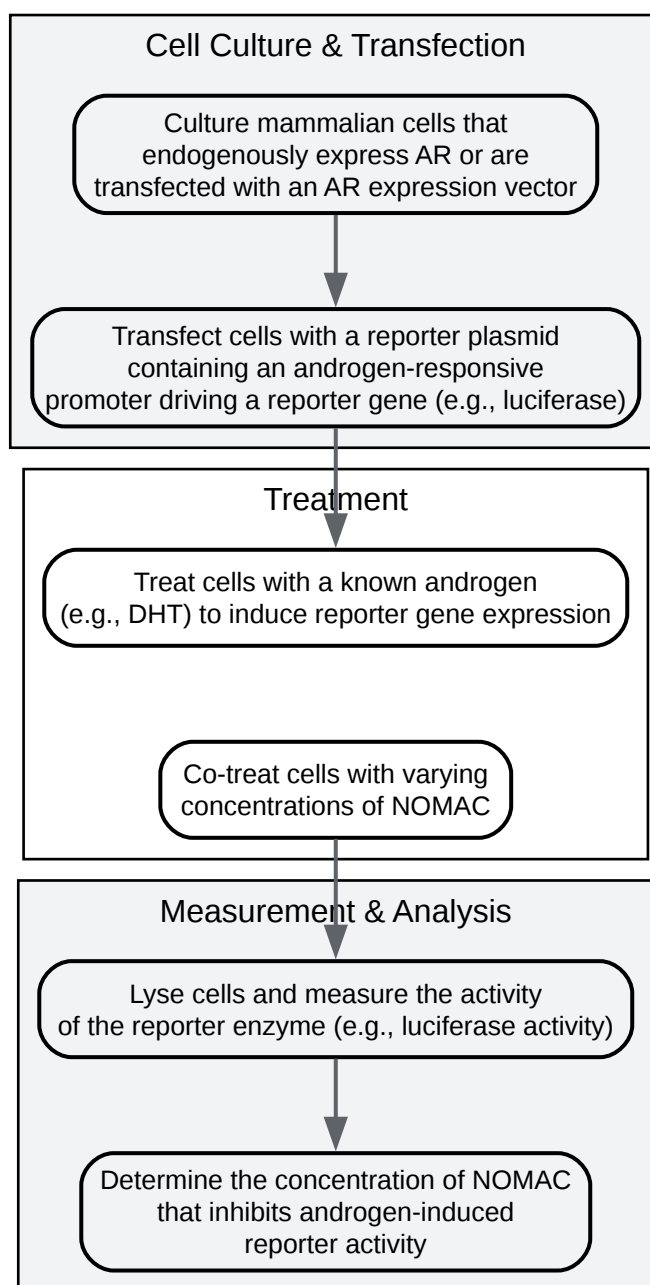 Cell Culture & Transfection
Culture mammalian cells that
endogenously express AR or are
transfected with an AR expression vector
Transfect cells with a reporter plasmid
containing an androgen-responsive
promoter driving a reporter gene (e.g., luciferase)
Treatment
Treat cells with a known androgen
(e.g., DHT) to induce reporter gene expression
Co-treat cells with varying
concentrations of NOMAC
Measurement & Analysis
Lyse cells and measure the activity
of the reporter enzyme (e.g., luciferase activity)
Determine the concentration of NOMAC
that inhibits androgen-induced
reporter activity